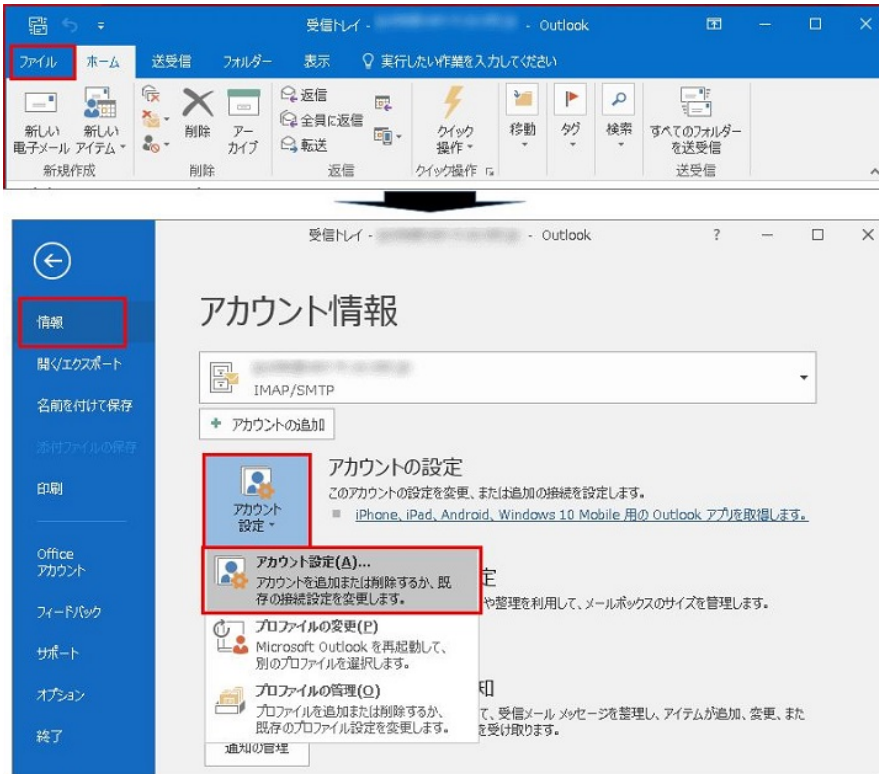 受信トレイ - - Outlook
ファイル ホーム 送受信 フォルダー 表示 実行したい作業を入力してください
新しい
電子メール
新しい
アイテム
新規作成
削除
アー
カイブ
削除
返信
全員に返信
転送
返信
クイック
操作
クイック操作
移動
タグ
検索
すべてのフォルダー
を送受信
送受信
受信トレイ - - Outlook ?
情報
開く/エクスポート
名前を付けて保存
添付ファイルの保存
印刷
Office
アカウント
フィードバック
サポート
オプション
終了
アカウント情報
IMAP/SMTP
アカウントの追加
アカウント
設定
アカウントの設定
このアカウントの設定を変更、または追加の接続を設定します。
iPhone、iPad、Android、Windows 10 Mobile 用の Outlook アプリを取得します。
アカウント設定(A)...
アカウントを追加または削除するか、既
存の接続設定を変更します。
プロファイルの変更(P)
Microsoft Outlook を再起動して、
別のプロファイルを選択します。
プロファイルの管理(O)
プロファイルを追加または削除するか、
既存のプロファイル設定を変更します。
定
や整理を利用して、メールボックスのサイズを管理します。
知
て、受信メール メッセージを整理し、アイテムが追加、変更、また
を受け取ります。
通知の管理